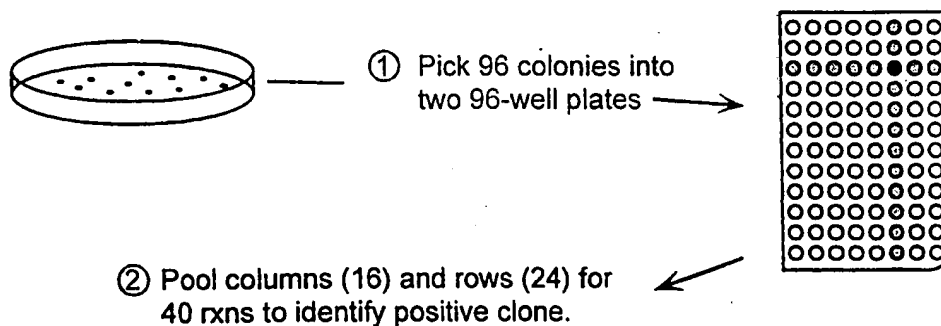 ① Pick 96 colonies into
two 96-well plates
② Pool columns (16) and rows (24) for
40 rxns to identify positive clone.